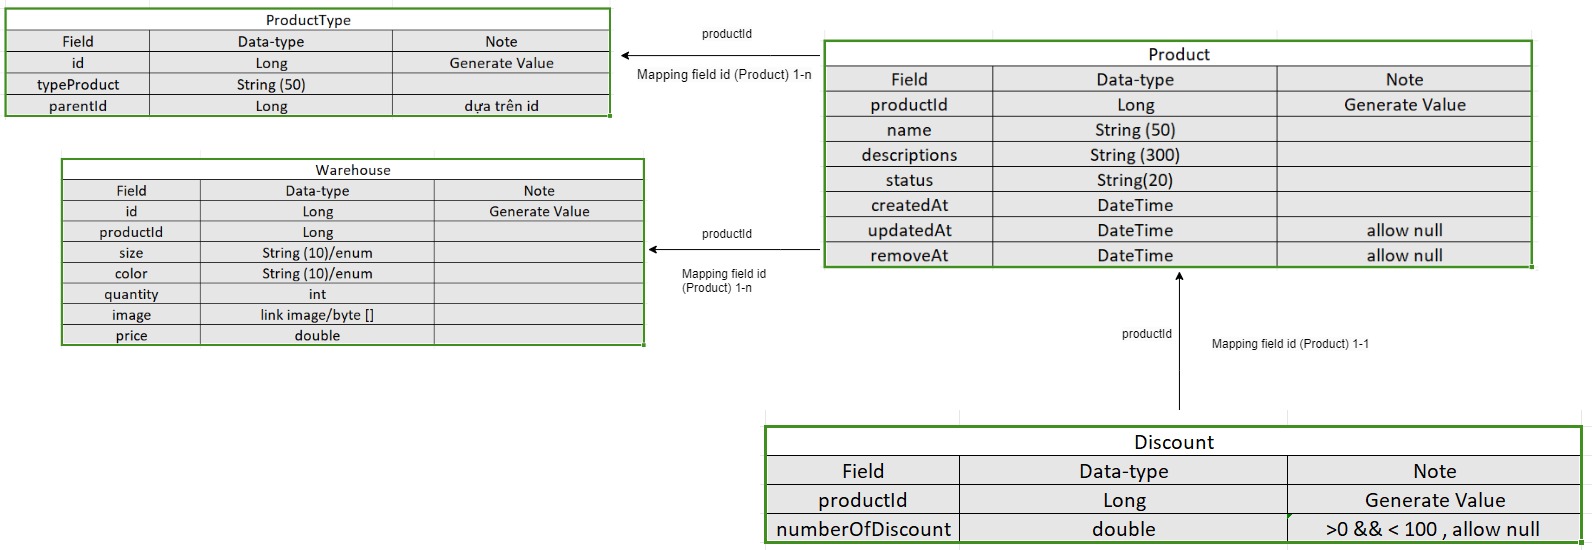 ProductType
Field Data-type Note
id Long Generate Value
typeProduct String (50)
parentId Long dựa trên id
productId
Mapping field id (Product) 1-n
Product
Field Data-type Note
productId Long Generate Value
name String (50)
descriptions String (300)
status String(20)
createdAt DateTime
updatedAt DateTime allow null
removeAt DateTime allow null
Warehouse
Field Data-type Note
id Long Generate Value
productId Long
size String (10)/enum
color String (10)/enum
quantity int
image link image/byte []
price double
productId
Mapping field id
(Product) 1-n
productId
Mapping field id (Product) 1-1
Discount
Field Data-type Note
productId Long Generate Value
numberOfDiscount double >0 && < 100 , allow null